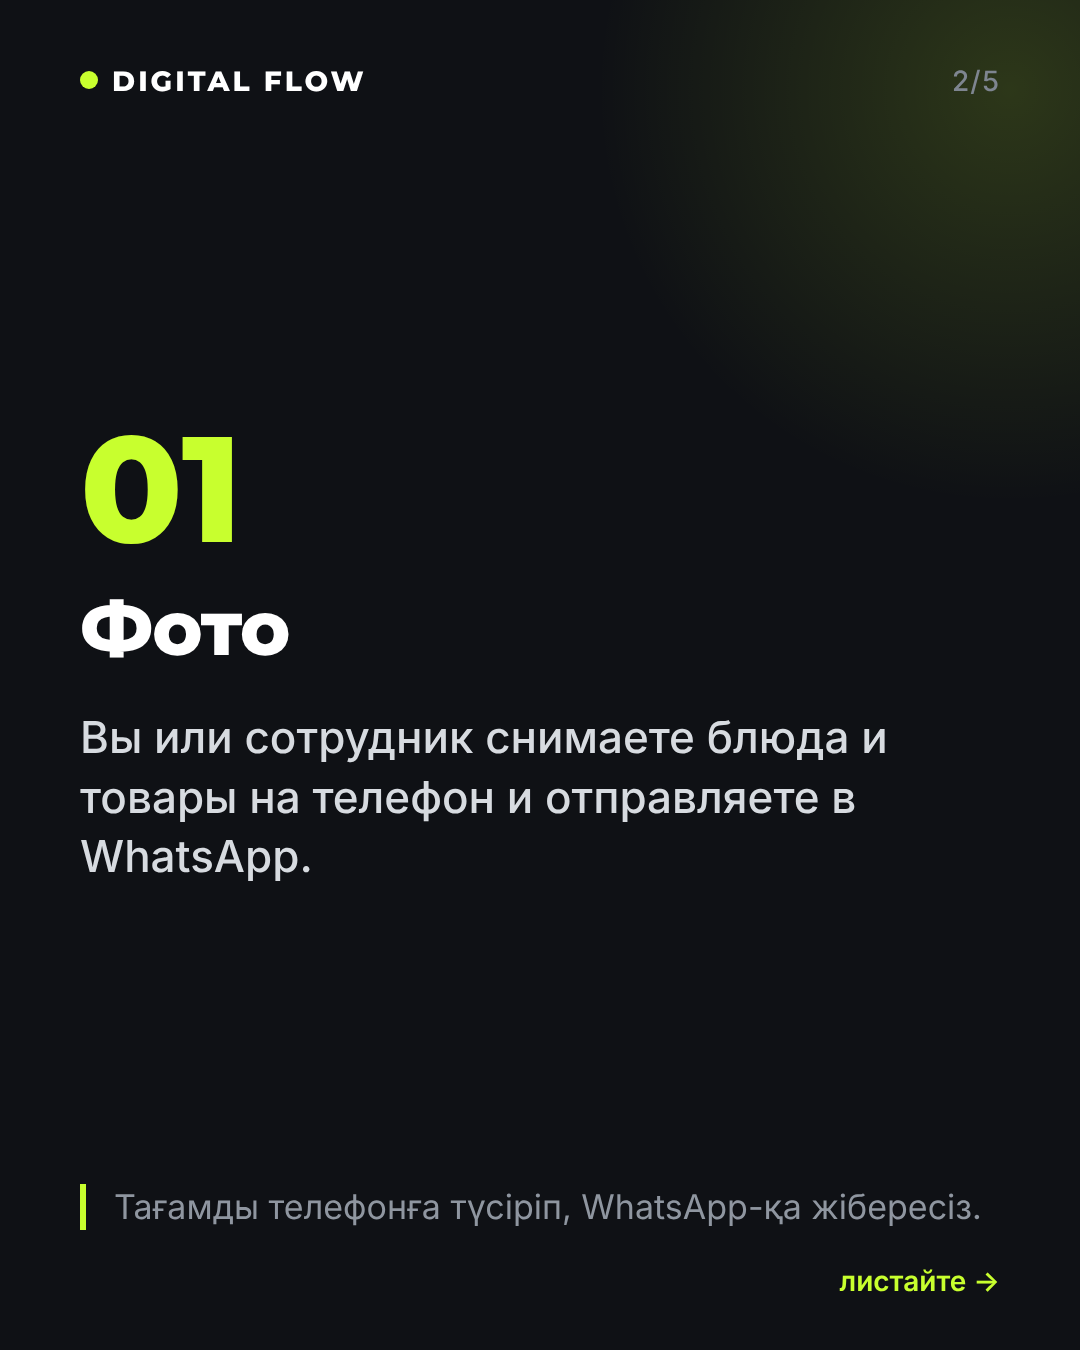 DIGITAL FLOW
2/5
01
Фото
Вы или сотрудник снимаете блюда и
товары на телефон и отправляете в
WhatsApp.
Тағамды телефонға түсіріп, WhatsApp-қа жібересіз.
листайте →